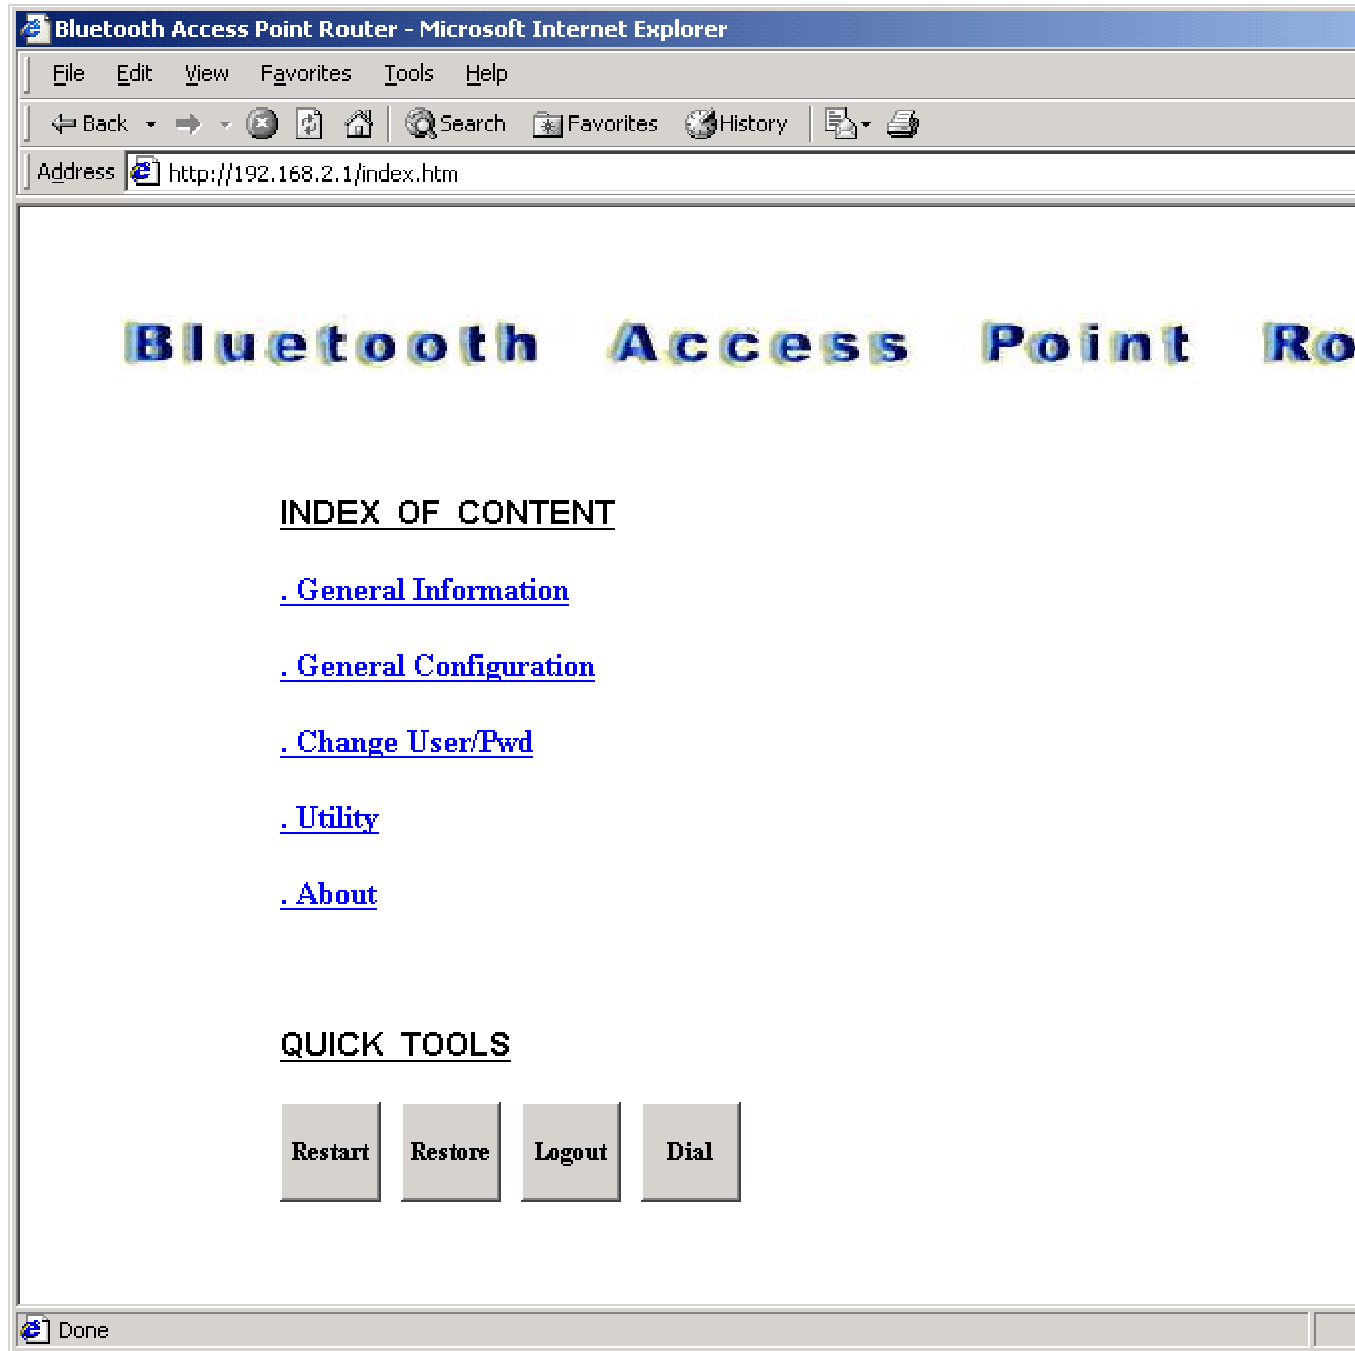 Bluetooth Access Point Router - Microsoft Internet Explorer
File Edit View Favorites Tools Help
Back Search Favorites History
Address http://192.168.2.1/index.htm
Bluetooth Access Point Ro
INDEX OF CONTENT
. General Information
. General Configuration
. Change User/Pwd
. Utility
. About
QUICK TOOLS
Restart Restore Logout Dial
Done